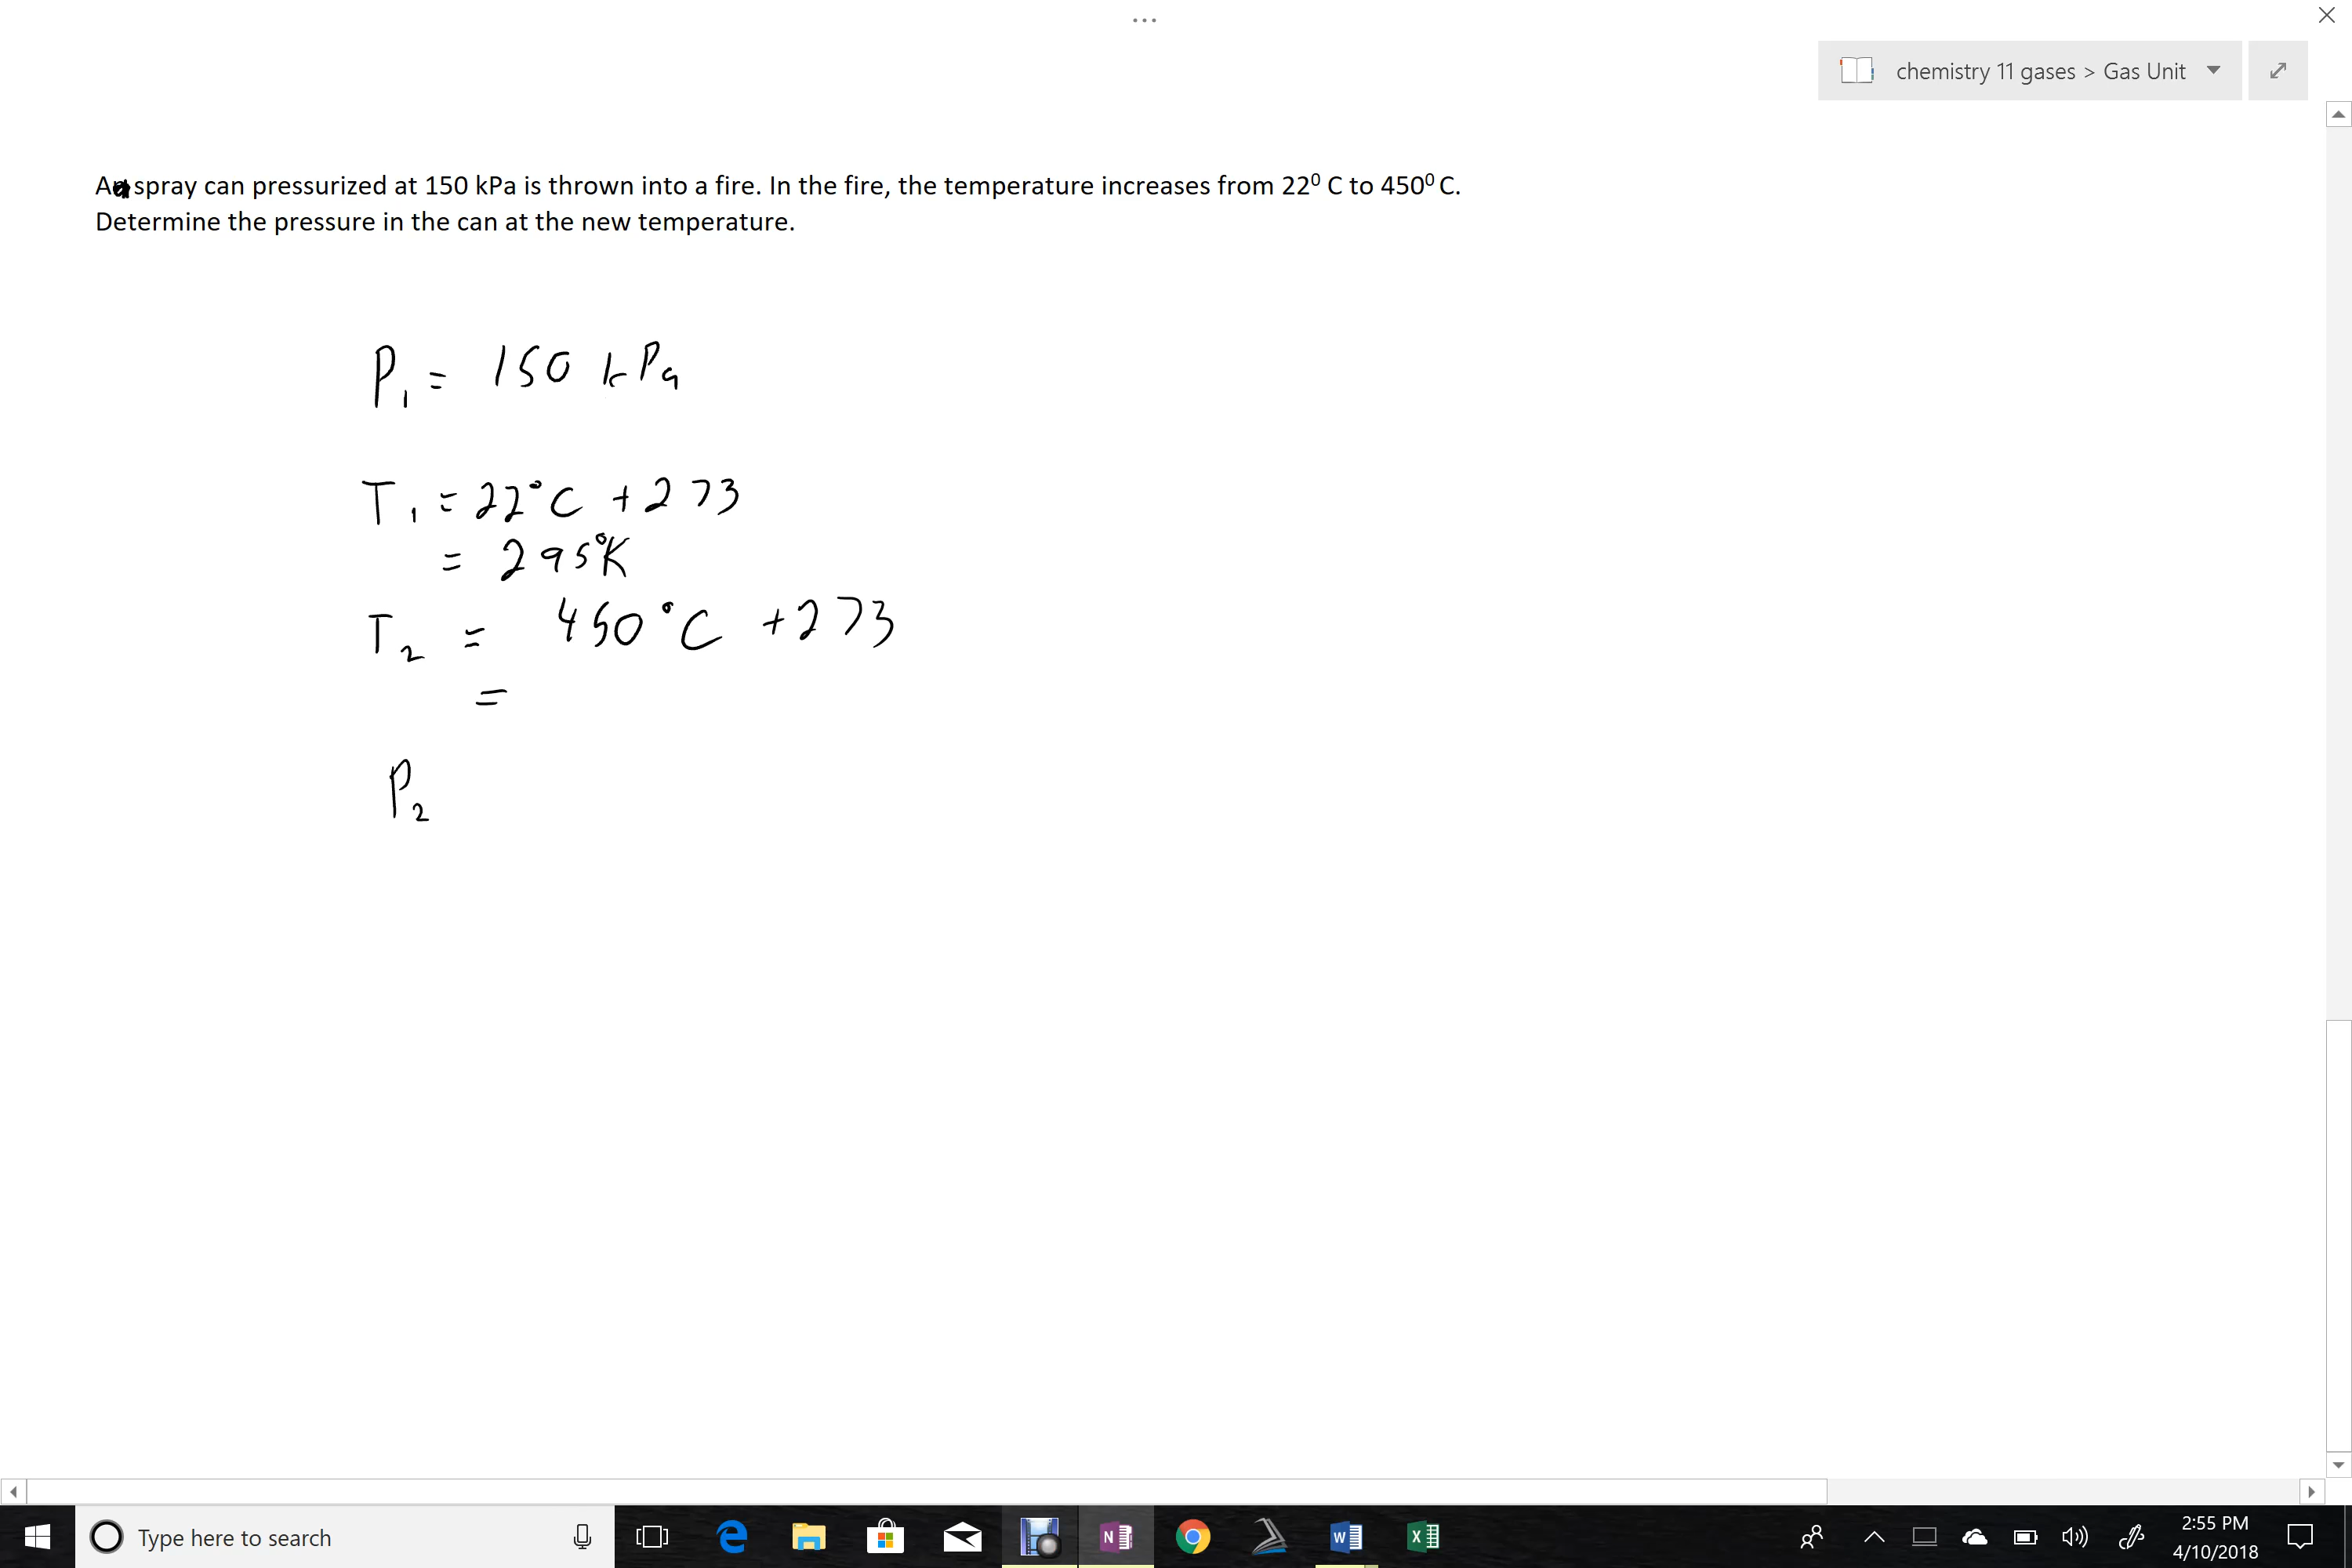 ...
chemistry 11 gases > Gas Unit
A spray can pressurized at 150 kPa is thrown into a fire. In the fire, the temperature increases from 22⁰ C to 450⁰ C.
Determine the pressure in the can at the new temperature.
P₁ = 150 kPa
T₁ = 22°C + 273
= 295°K
T₂ = 450°C + 273
=
P₂
Type here to search
2:55 PM
4/10/2018